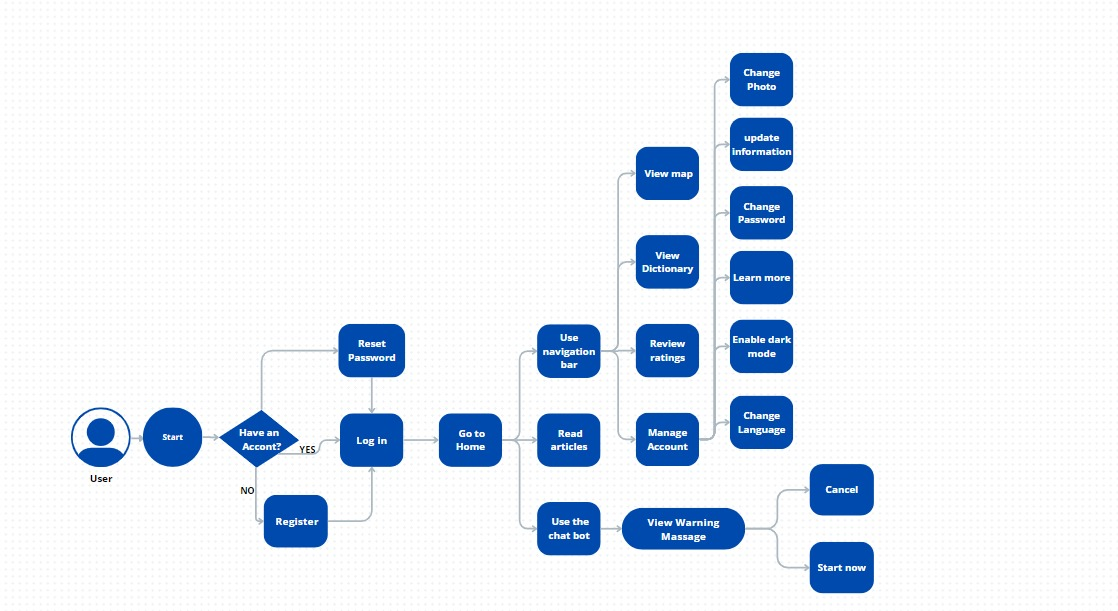 Change
Photo
update
information
View map
Change
Password
View
Dictionary
Learn more
Reset
Password
Use
navigation
bar
Review
ratings
Enable dark
mode
Start
Have an
Accont?
YES
Log in
Go to
Home
Read
articles
Manage
Account
Change
Language
User
NO
Register
Use the
chat bot
View Warning
Massage
Cancel
Start now